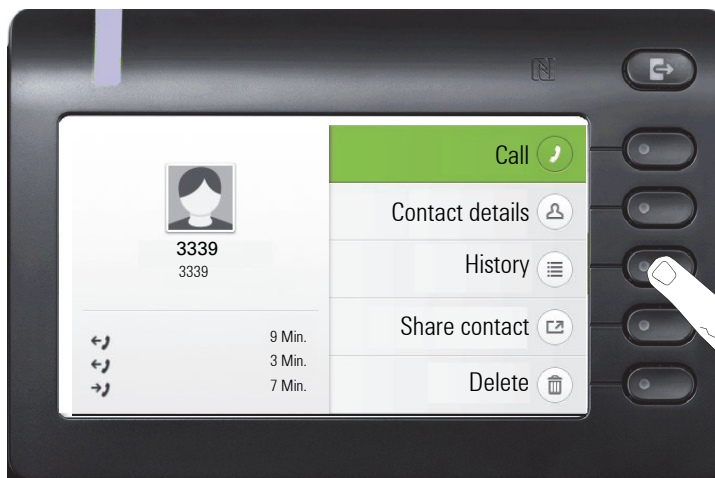 Call
Contact details
3339
3339
History
Share contact
9 Min.
3 Min.
7 Min.
Delete